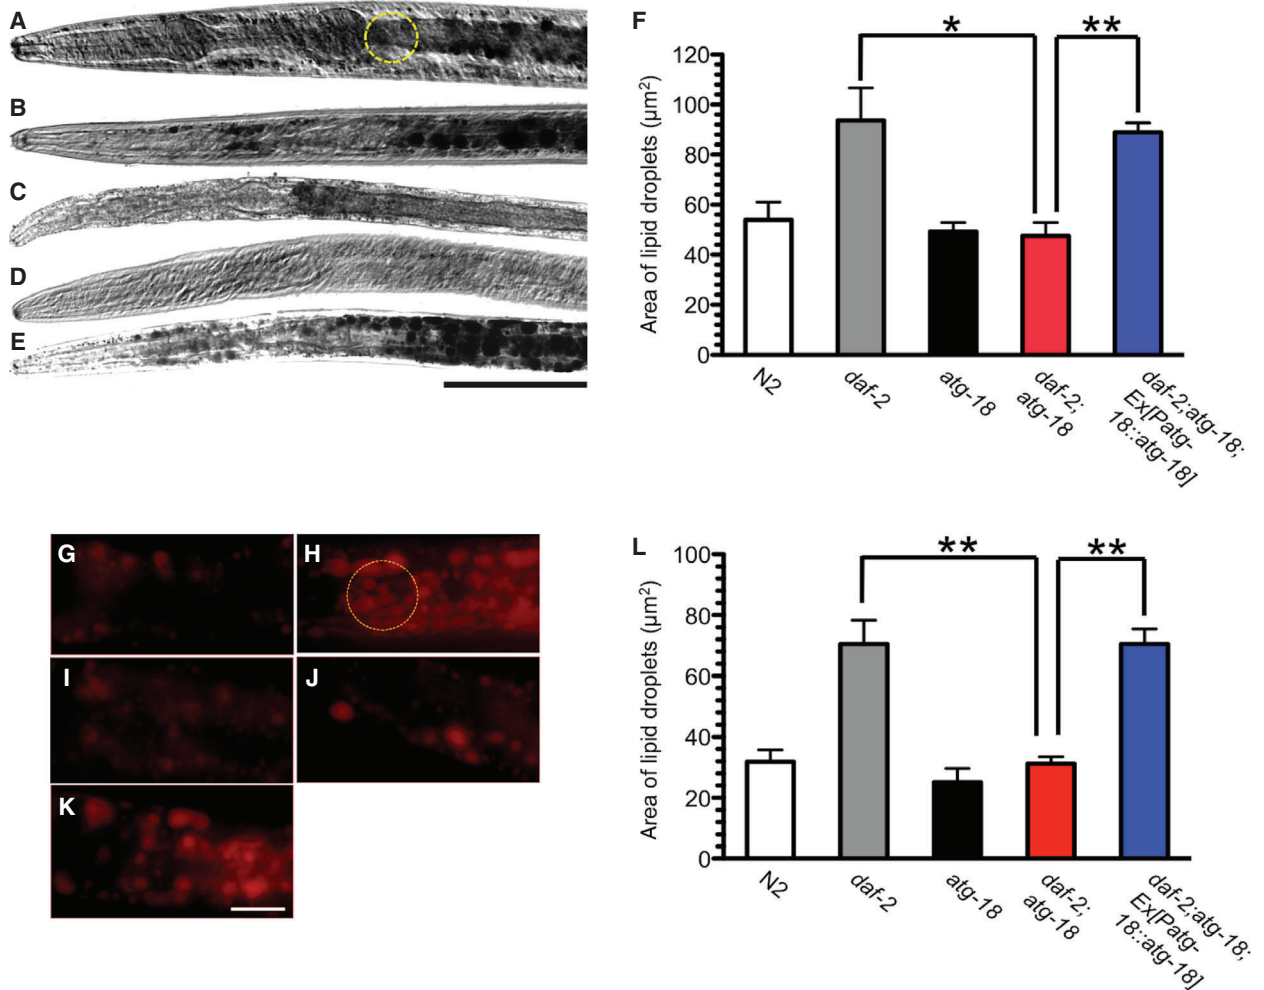 A
B
C
D
E
F
* **
Area of lipid droplets (µm2)
120
100
80
60
40
20
0
N2
daf-2
atg-18
daf-2;
atg-18
daf-2;atg-18;
Ex[Patg-
18::atg-18]
G
H
I
J
K
L
** **
Area of lipid droplets (µm2)
100
80
60
40
20
0
N2
daf-2
atg-18
daf-2;
atg-18
daf-2;atg-18;
Ex[Patg-
18::atg-18]